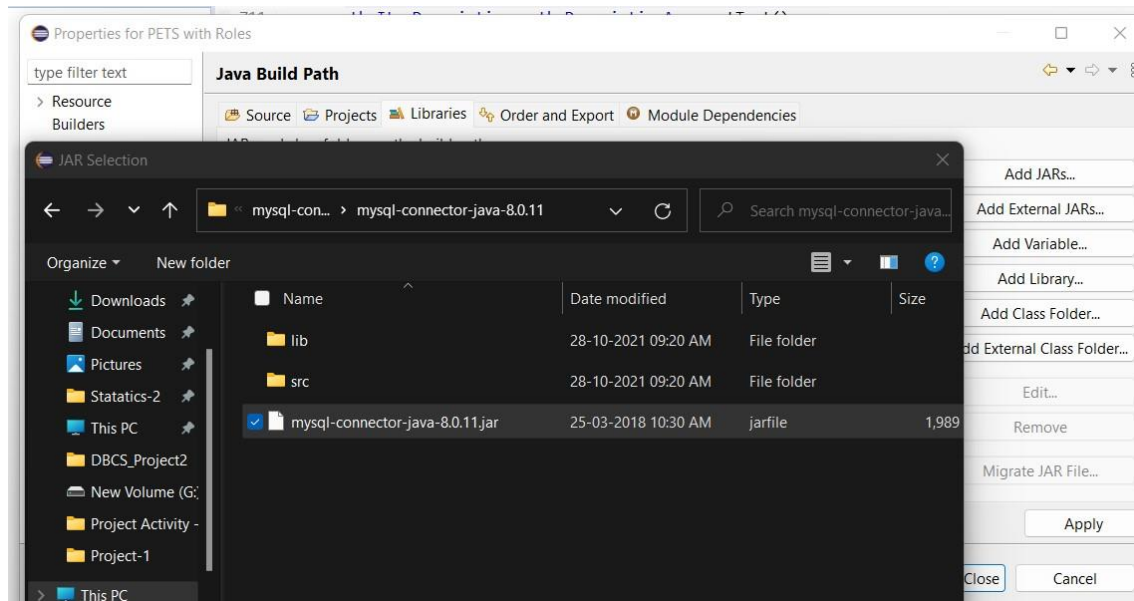 Properties for PETS with Roles
type filter text
Java Build Path
Resource
Builders
Source Projects Libraries Order and Export Module Dependencies
JAR Selection
Add JARs...
« mysql-con... › mysql-connector-java-8.0.11
Search mysql-connector-java...
Add External JARs...
Organize New folder
Add Variable...
Add Library...
Name Date modified Type Size
Add Class Folder...
dd External Class Folder...
Edit...
Remove
Migrate JAR File...
Apply
Close Cancel
Downloads
Documents
Pictures
Statatics-2
This PC
DBCS_Project2
New Volume (G:)
Project Activity -
Project-1
This PC
lib 28-10-2021 09:20 AM File folder
src 28-10-2021 09:20 AM File folder
mysql-connector-java-8.0.11.jar 25-03-2018 10:30 AM jarfile 1,989